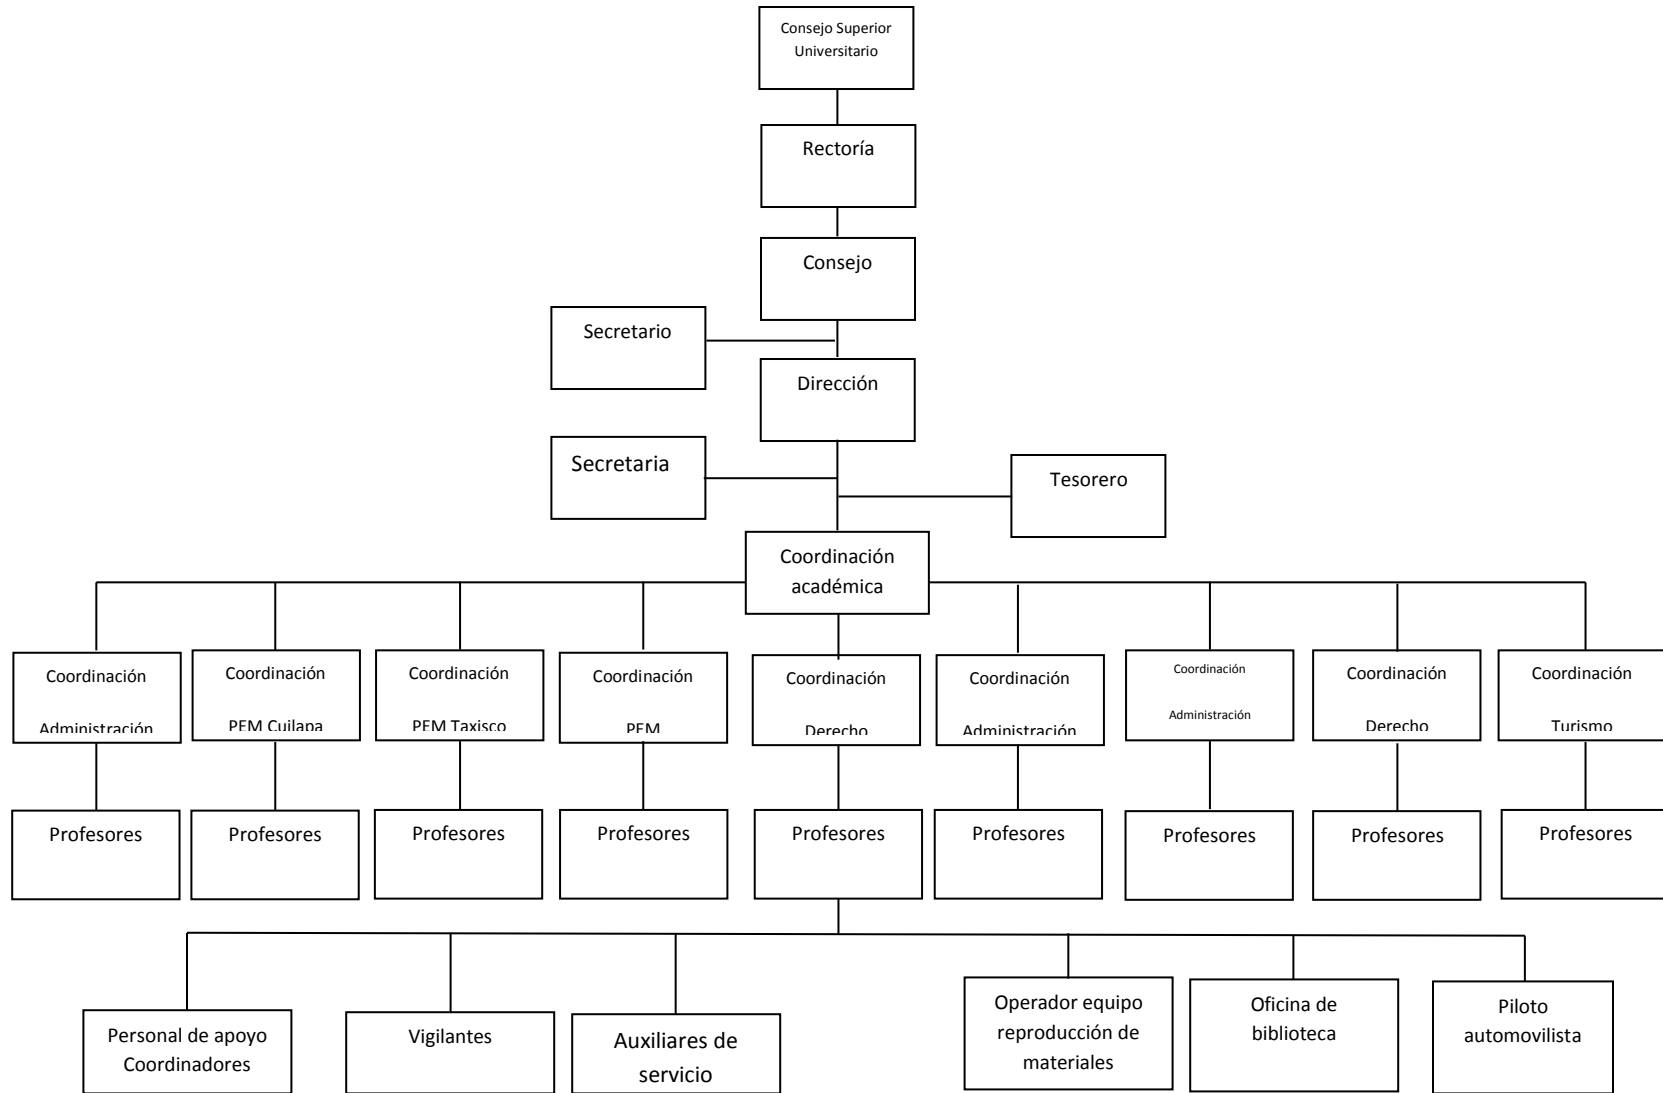 Consejo Superior
Universitario
Rectoría
Consejo
Secretario
Dirección
Secretaria
Tesorero
Coordinación
académica
Coordinación
Administración
Coordinación
PEM Cuilapa
Coordinación
PEM Taxisco
Coordinación
PEM
Coordinación
Derecho
Coordinación
Administración
Coordinación
Administración
Coordinación
Derecho
Coordinación
Turismo
Profesores
Profesores
Profesores
Profesores
Profesores
Profesores
Profesores
Profesores
Profesores
Personal de apoyo
Coordinadores
Vigilantes
Auxiliares de
servicio
Operador equipo
reproducción de
materiales
Oficina de
biblioteca
Piloto
automovilista